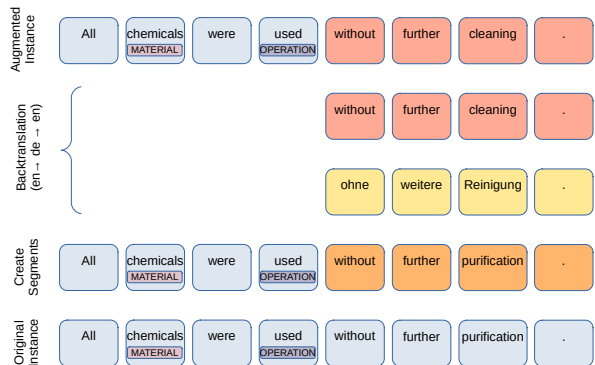 Augmented
Instance
All chemicals were used without further cleaning .
MATERIAL OPERATION
Backtranslation
(en→ de → en)
without further cleaning .
ohne weitere Reinigung .
Create
Segments
All chemicals were used without further purification .
MATERIAL OPERATION
Original
Instance
All chemicals were used without further purification .
MATERIAL OPERATION